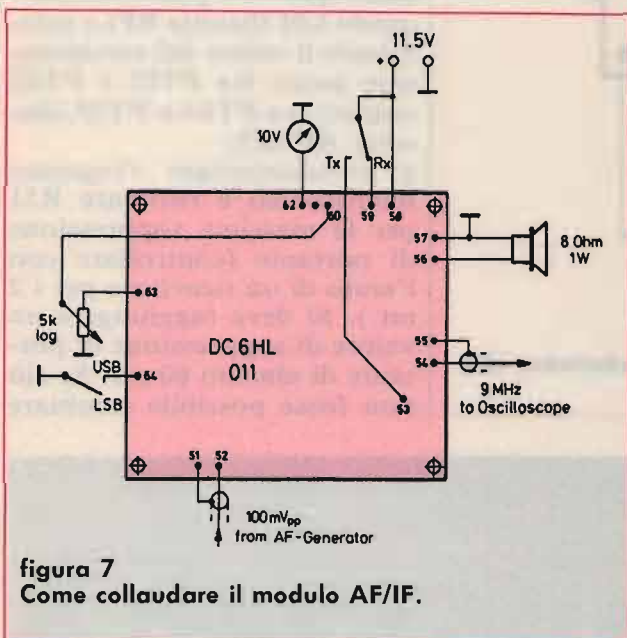 11.5V
+
10V
Tx
Rx
62
60
59
58
57
56
8 Ohm
1W
63
5k
log
DC 6HL
011
55
54
USB
64
LSB
53
9 MHz
to Oscilloscope
51
52
100mVpp
from AF-Generator
figura 7
Come collaudare il modulo AF/IF.